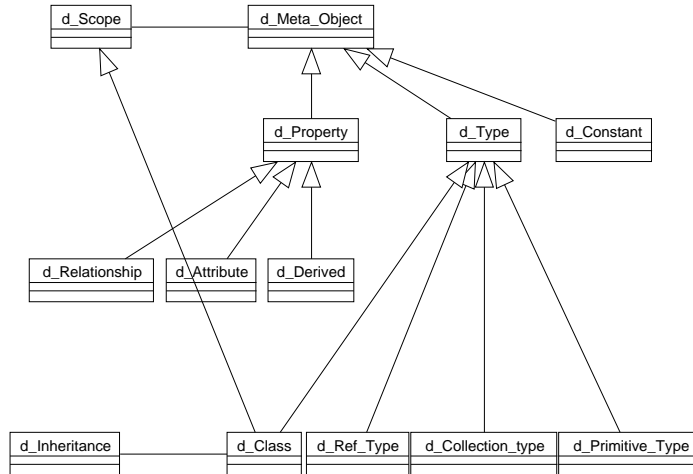 d_Scope
d_Meta_Object
d_Property
d_Type
d_Constant
d_Relationship
d_Attribute
d_Derived
d_Inheritance
d_Class
d_Ref_Type
d_Collection_type
d_Primitive_Type